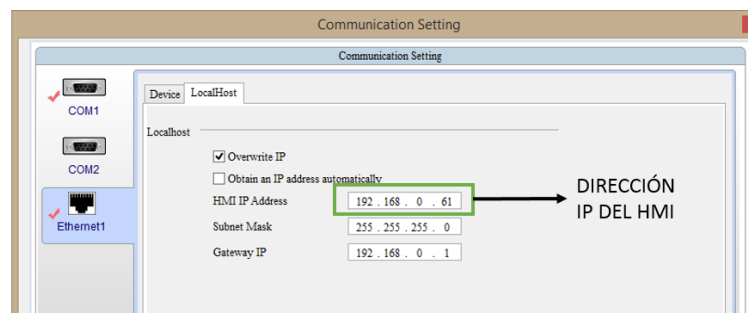 Communication Setting
Communication Setting
COM1
COM2
Ethernet1
Device LocalHost
Localhost
Overwrite IP
Obtain an IP address automatically
HMI IP Address 192 . 168 . 0 . 61
Subnet Mask 255 . 255 . 255 . 0
Gateway IP 192 . 168 . 0 . 1
DIRECCIÓN
IP DEL HMI